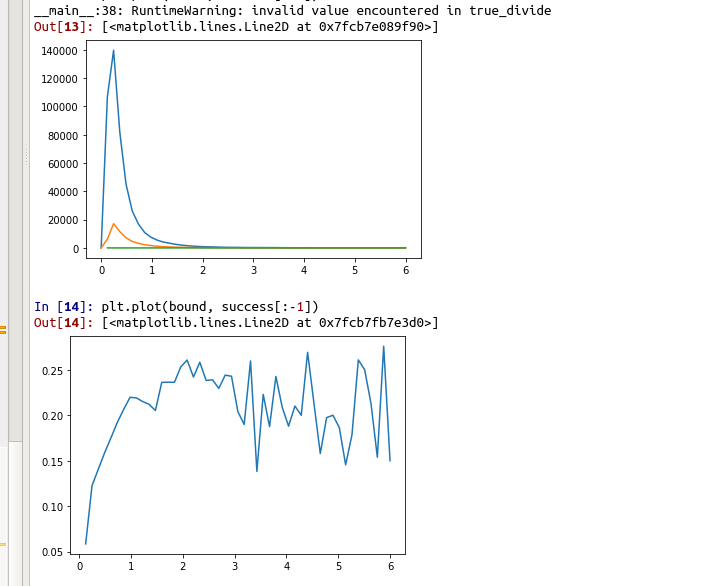 __main__:38: RuntimeWarning: invalid value encountered in true_divide
Out[13]: [<matplotlib.lines.Line2D at 0x7fcb7e089f90>]
140000
120000
100000
80000
60000
40000
20000
0
0 1 2 3 4 5 6
In [14]: plt.plot(bound, success[:-1])
Out[14]: [<matplotlib.lines.Line2D at 0x7fcb7fb7e3d0>]
0.25
0.20
0.15
0.10
0.05
0 1 2 3 4 5 6